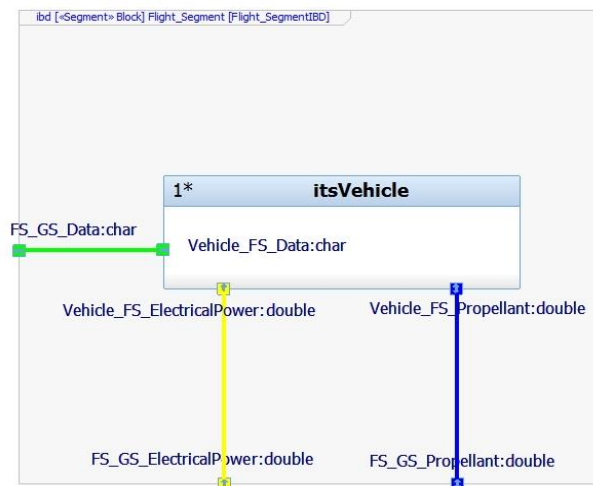 ibd [«Segment» Block] Flight_Segment [Flight_SegmentIBD]
1* itsVehicle
FS_GS_Data:char
Vehicle_FS_Data:char
Vehicle_FS_ElectricalPower:double
Vehicle_FS_Propellant:double
FS_GS_ElectricalPower:double
FS_GS_Propellant:double